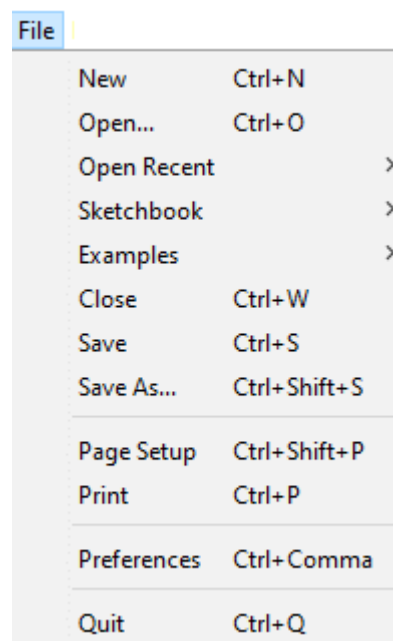 File
New Ctrl+N
Open... Ctrl+O
Open Recent
Sketchbook
Examples
Close Ctrl+W
Save Ctrl+S
Save As... Ctrl+Shift+S
Page Setup Ctrl+Shift+P
Print Ctrl+P
Preferences Ctrl+Comma
Quit Ctrl+Q